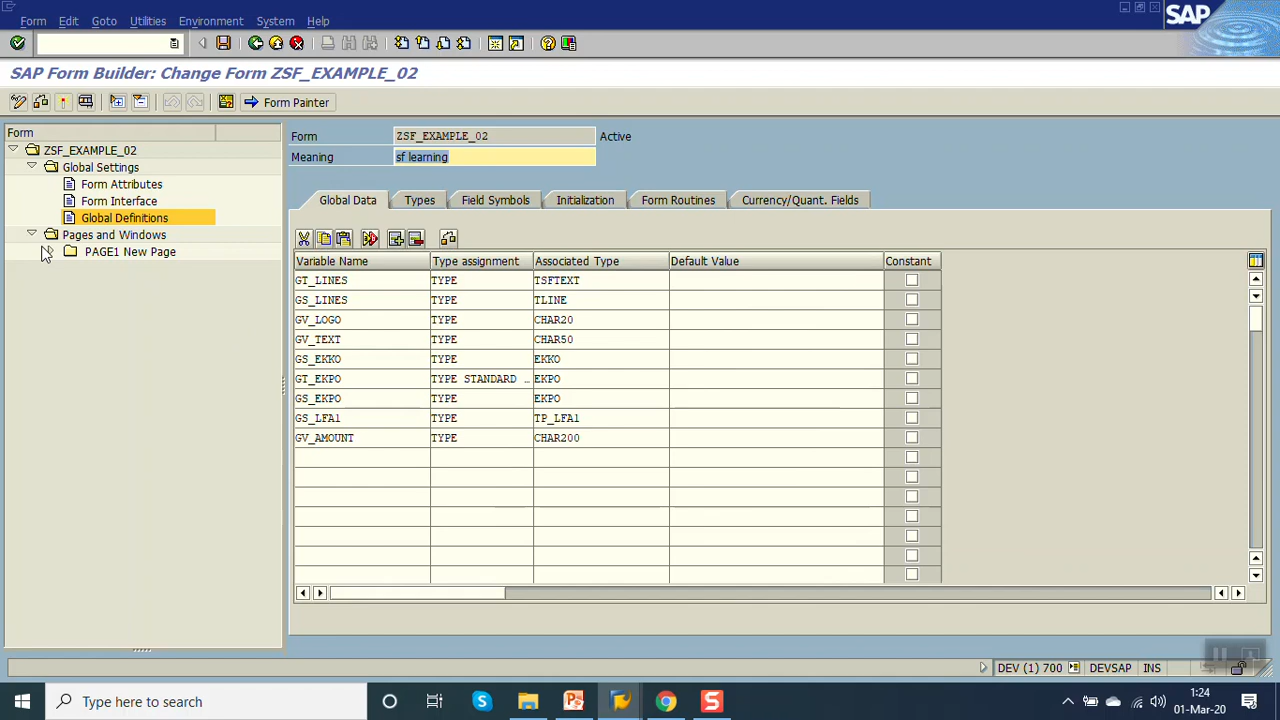 Form Edit Goto Utilities Environment System Help
SAP
SAP Form Builder: Change Form ZSF_EXAMPLE_02
Form Painter
Form
ZSF_EXAMPLE_02
Global Settings
Form Attributes
Form Interface
Global Definitions
Pages and Windows
PAGE1 New Page
Form ZSF_EXAMPLE_02 Active
Meaning sf learning
Global Data Types Field Symbols Initialization Form Routines Currency/Quant. Fields
Variable Name Type assignment Associated Type Default Value Constant
GT_LINES TYPE TSFTEXT
GS_LINES TYPE TLINE
GV_LOGO TYPE CHAR20
GV_TEXT TYPE CHAR50
GS_EKKO TYPE EKKO
GT_EKPO TYPE STANDARD … EKPO
GS_EKPO TYPE EKPO
GS_LFA1 TYPE TP_LFA1
GV_AMOUNT TYPE CHAR200
DEV (1) 700 DEVSAP INS
Type here to search
1:24
01-Mar-20